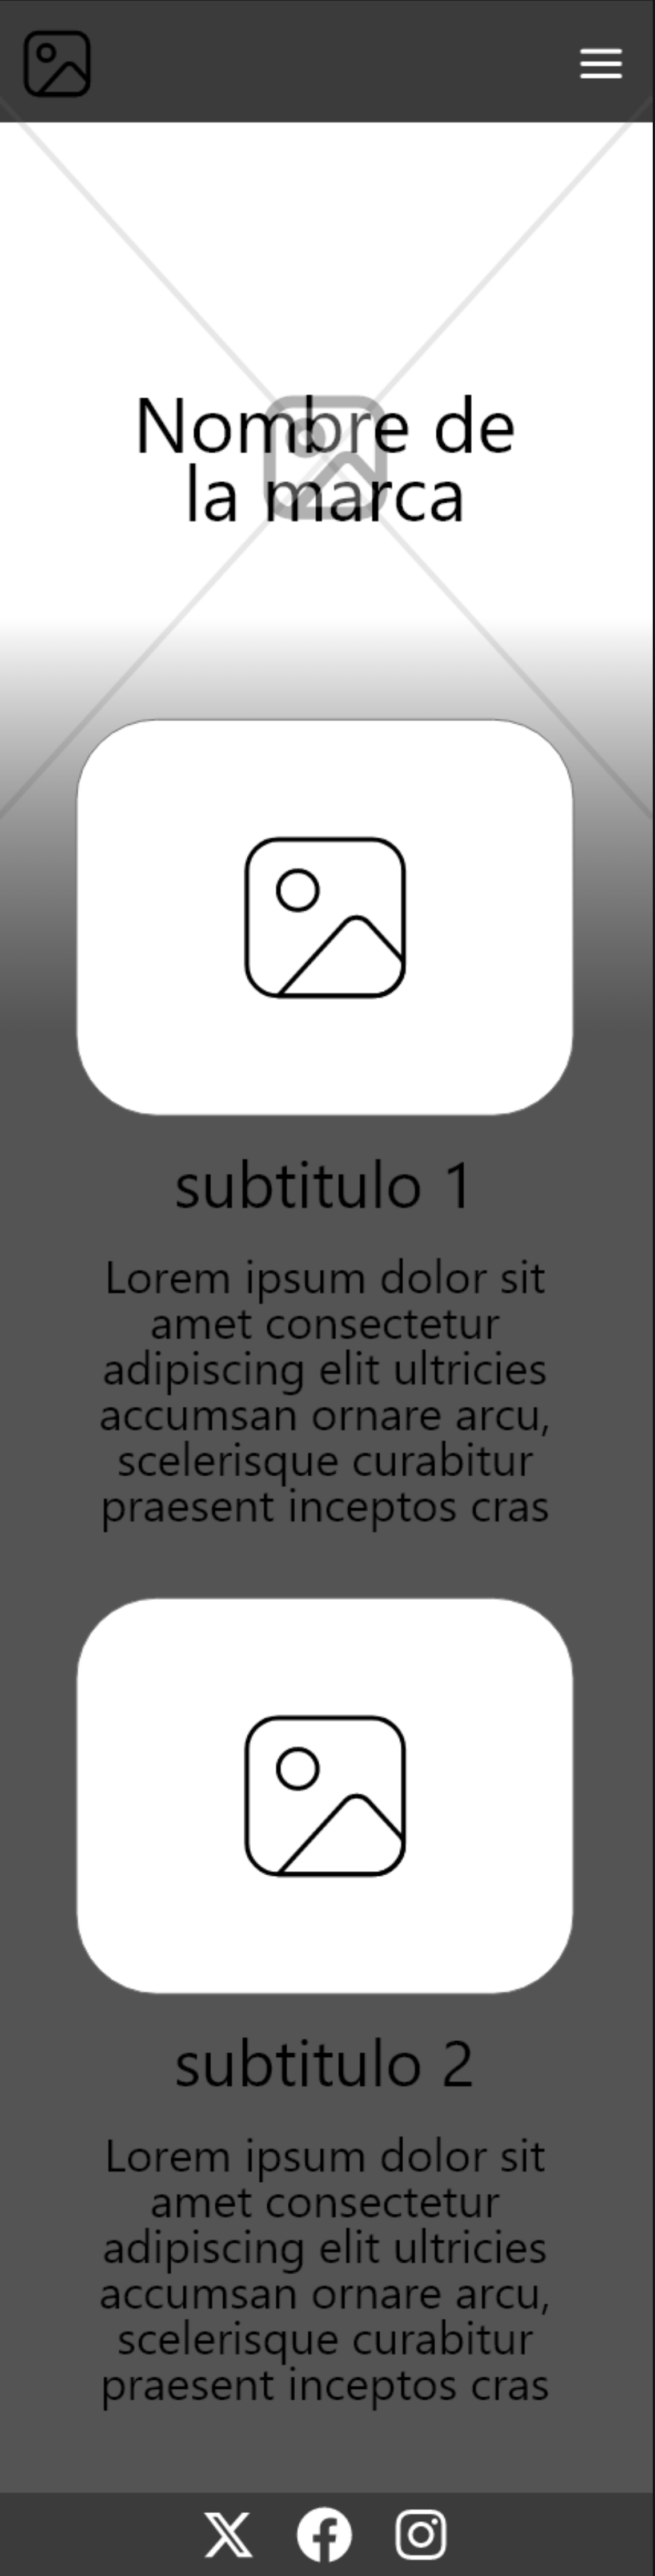 Nombre de
la marca
subtitulo 1
Lorem ipsum dolor sit
amet consectetur
adipiscing elit ultricies
accumsan ornare arcu,
scelerisque curabitur
praesent inceptos cras
subtitulo 2
Lorem ipsum dolor sit
amet consectetur
adipiscing elit ultricies
accumsan ornare arcu,
scelerisque curabitur
praesent inceptos cras